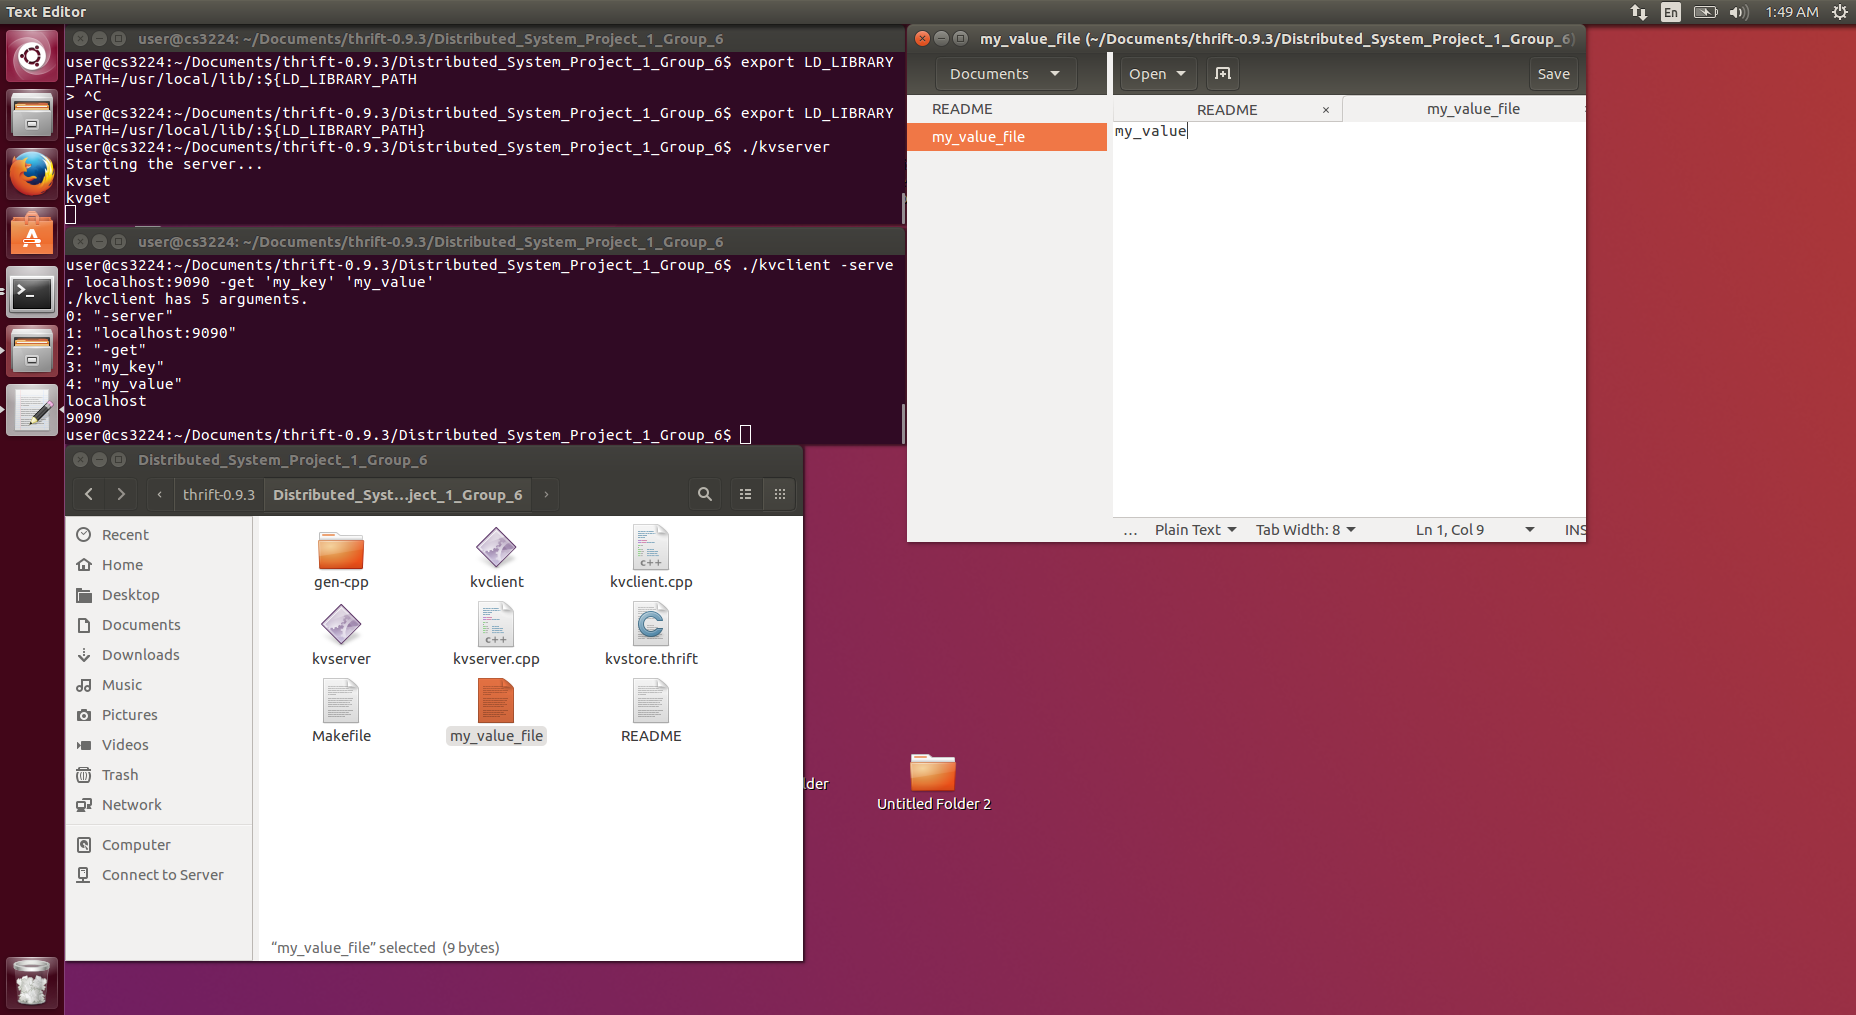 Text Editor
En
1:49 AM
user@cs3224: ~/Documents/thrift-0.9.3/Distributed_System_Project_1_Group_6
user@cs3224:~/Documents/thrift-0.9.3/Distributed_System_Project_1_Group_6$ export LD_LIBRARY
_PATH=/usr/local/lib/:${LD_LIBRARY_PATH
> ^C
user@cs3224:~/Documents/thrift-0.9.3/Distributed_System_Project_1_Group_6$ export LD_LIBRARY
_PATH=/usr/local/lib/:${LD_LIBRARY_PATH}
user@cs3224:~/Documents/thrift-0.9.3/Distributed_System_Project_1_Group_6$ ./kvserver
Starting the server...
kvset
kvget
user@cs3224: ~/Documents/thrift-0.9.3/Distributed_System_Project_1_Group_6
user@cs3224:~/Documents/thrift-0.9.3/Distributed_System_Project_1_Group_6$ ./kvclient -serve
r localhost:9090 -get 'my_key' 'my_value'
./kvclient has 5 arguments.
0: "-server"
1: "localhost:9090"
2: "-get"
3: "my_key"
4: "my_value"
localhost
9090
user@cs3224:~/Documents/thrift-0.9.3/Distributed_System_Project_1_Group_6$
my_value_file (~/Documents/thrift-0.9.3/Distributed_System_Project_1_Group_6)
Documents
Open
Save
README
my_value_file
README
my_value_file
my_value
... Plain Text Tab Width: 8 Ln 1, Col 9 INS
Distributed_System_Project_1_Group_6
thrift-0.9.3
Distributed_Syst...ject_1_Group_6
Recent
Home
Desktop
Documents
Downloads
Music
Pictures
Videos
Trash
Network
Computer
Connect to Server
gen-cpp
kvclient
kvclient.cpp
kvserver
kvserver.cpp
kvstore.thrift
Makefile
my_value_file
README
“my_value_file” selected (9 bytes)
lder
Untitled Folder 2